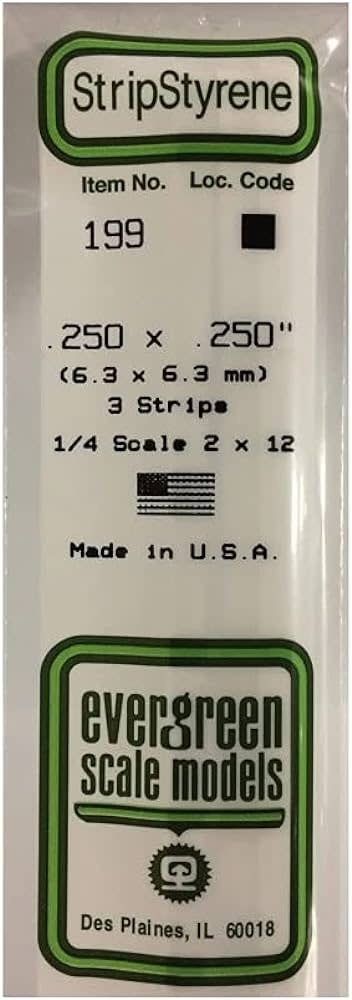 StripStyrene
Item No. Loc. Code
199
.250 x .250"
(6.3 x 6.3 mm)
3 Strips
1/4 Scale 2 x 12
Made in U.S.A.
evergreen
scale models
Des Plaines, IL 60018